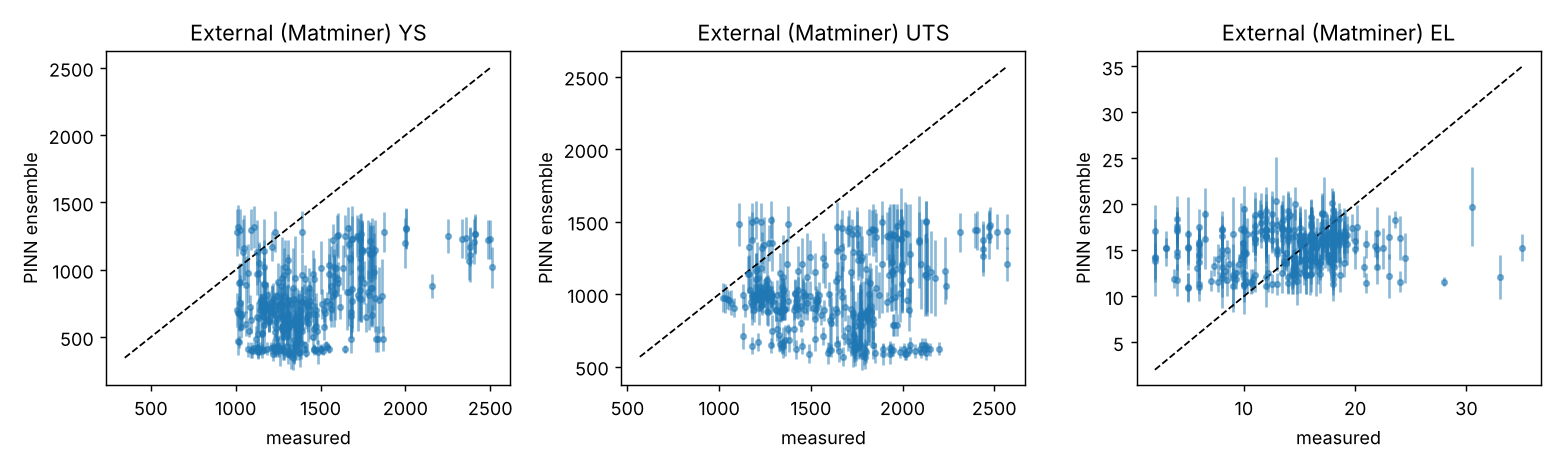 External (Matminer) YS
2500
2000
1500
1000
500
PINN ensemble
500 1000 1500 2000 2500
measured
External (Matminer) UTS
2500
2000
1500
1000
500
PINN ensemble
500 1000 1500 2000 2500
measured
External (Matminer) EL
35
30
25
20
15
10
5
PINN ensemble
10 20 30
measured